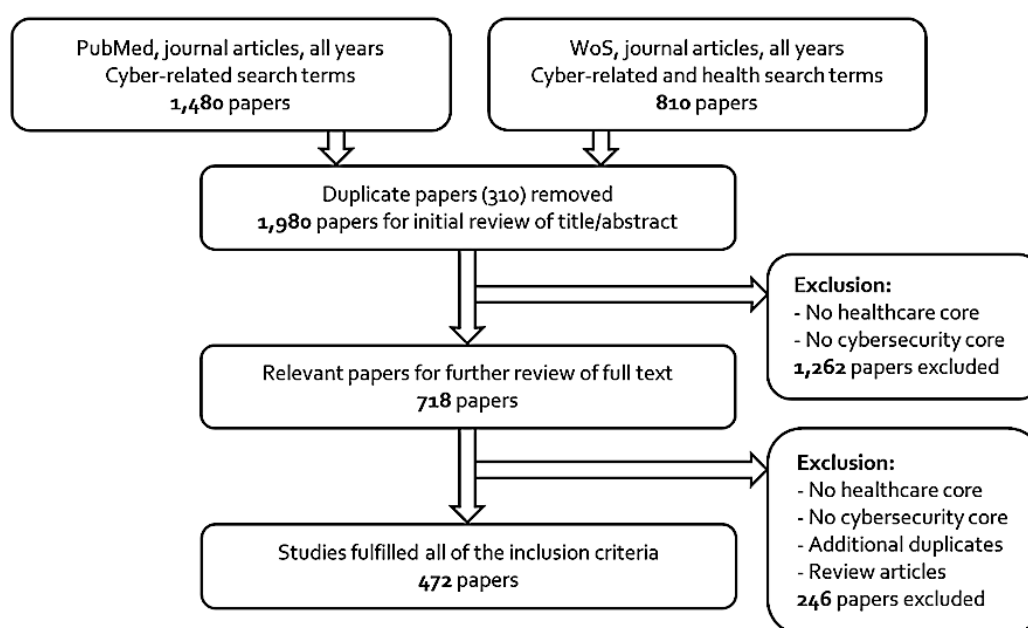 PubMed, journal articles, all years
Cyber-related search terms
1,480 papers
WoS, journal articles, all years
Cyber-related and health search terms
810 papers
Duplicate papers (310) removed
1,980 papers for initial review of title/abstract
Exclusion:
- No healthcare core
- No cybersecurity core
1,262 papers excluded
Relevant papers for further review of full text
718 papers
Exclusion:
- No healthcare core
- No cybersecurity core
- Additional duplicates
- Review articles
246 papers excluded
Studies fulfilled all of the inclusion criteria
472 papers